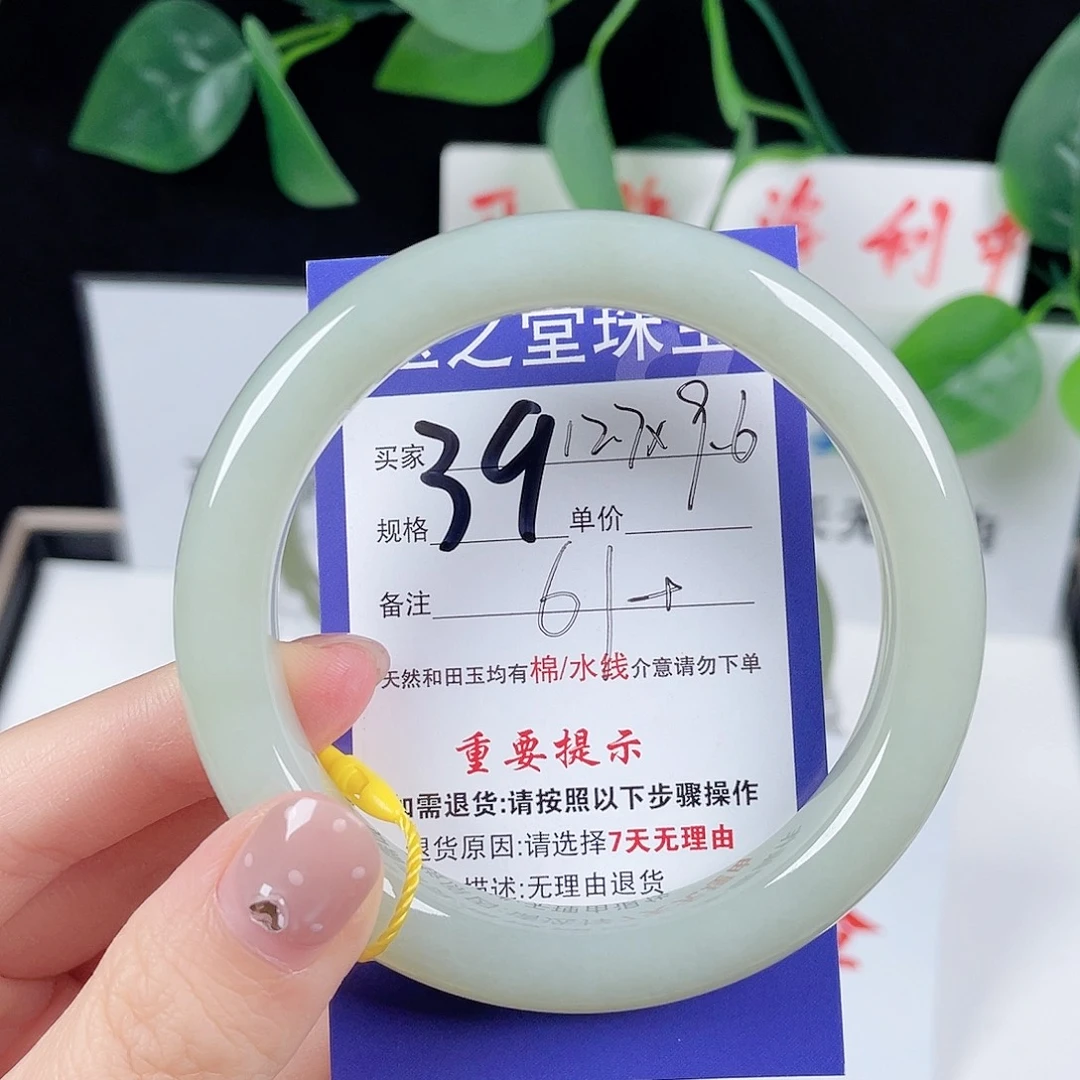 海利
之堂珠
买家 39 12.7x9.6
规格 单价
备注 61→
天然和田玉均有棉/水线介意请勿下单
重要提示
如需退货:请按照以下步骤操作
退货原因:请选择7天无理由
描述:无理由退货